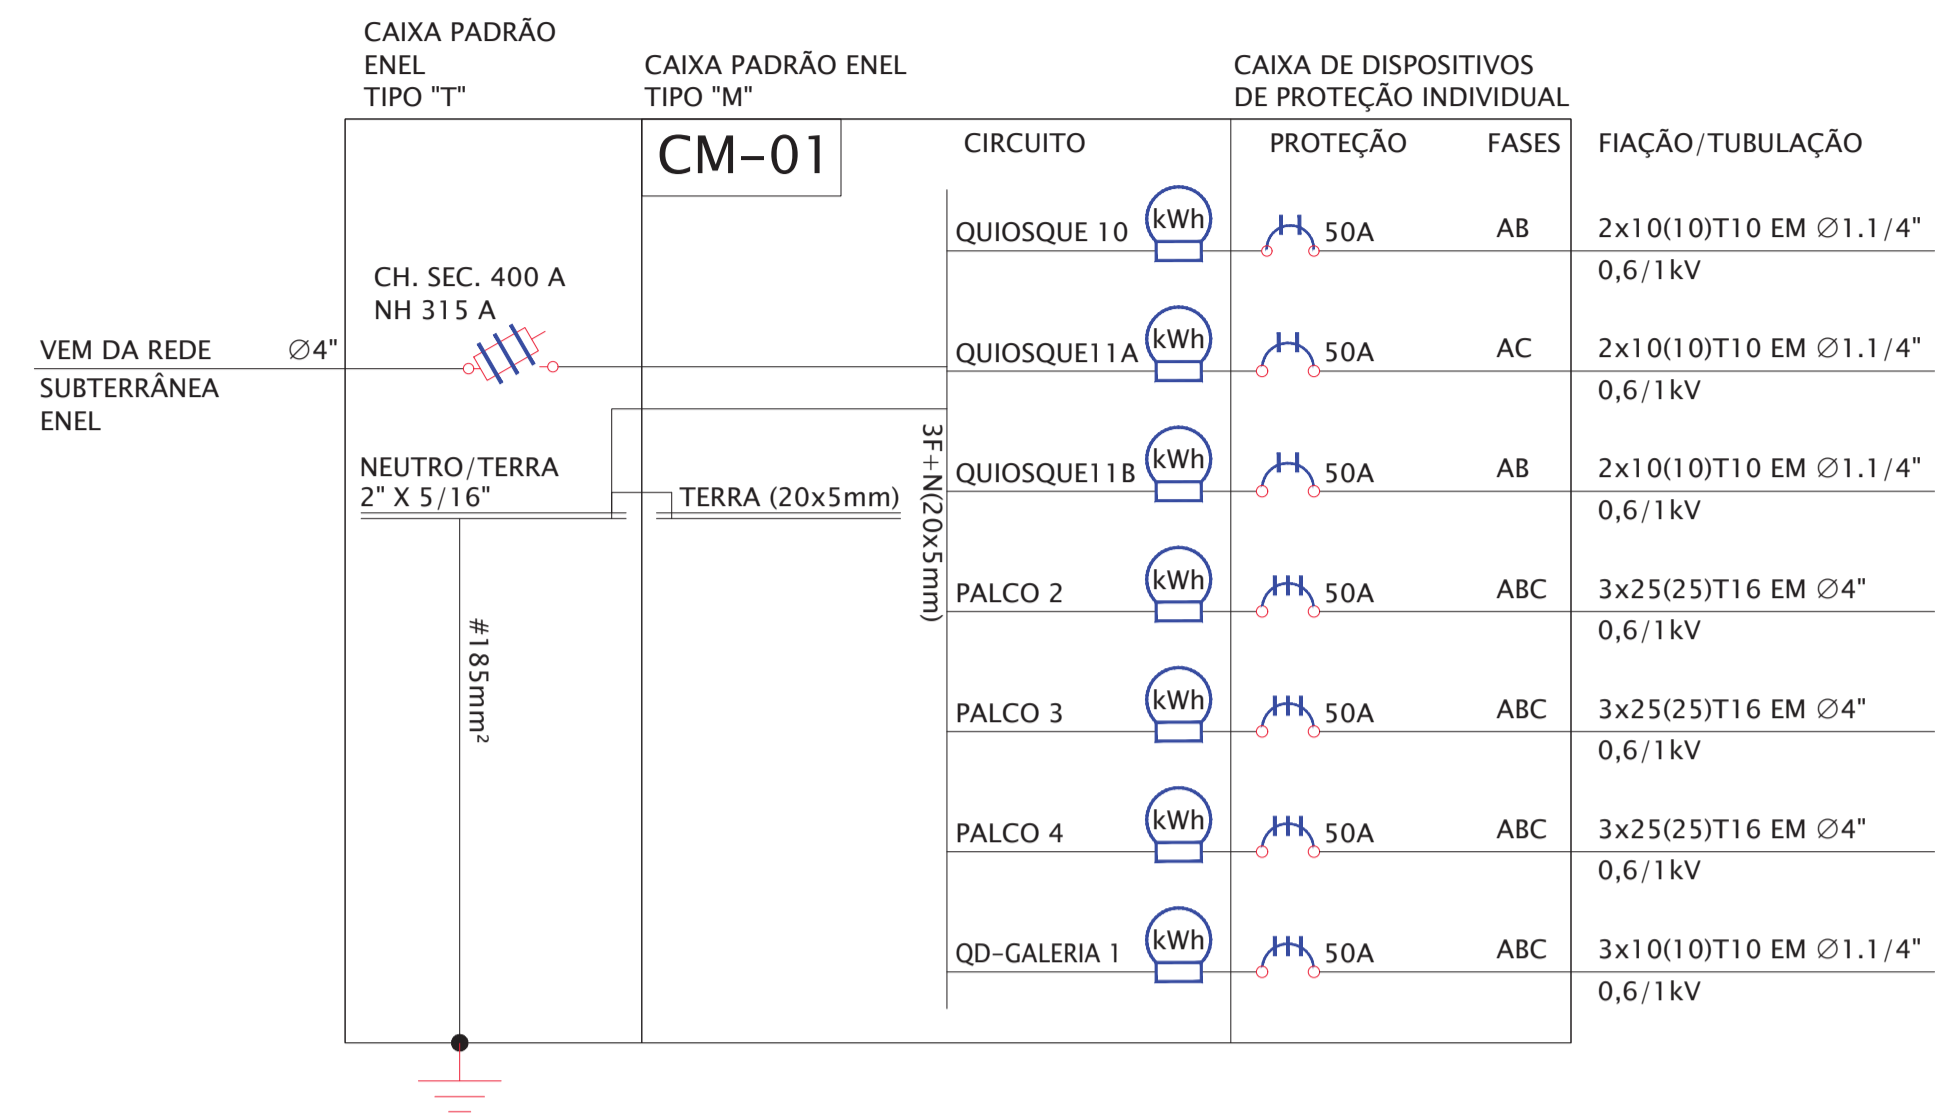 CAIXA PADRÃO
ENEL
TIPO "T"
CAIXA PADRÃO ENEL
TIPO "M"
CAIXA DE DISPOSITIVOS
DE PROTEÇÃO INDIVIDUAL
CM-01
CIRCUITO
PROTEÇÃO
FASES
FIAÇÃO/TUBULAÇÃO
CH. SEC. 400 A
NH 315 A
VEM DA REDE
∅4"
SUBTERRÂNEA
ENEL
NEUTRO/TERRA
2" X 5/16"
TERRA (20x5mm)
#185mm²
3F+N(20x5mm)
QUIOSQUE 10 kWh 50A AB 2x10(10)T10 EM ∅1.1/4"
0,6/1kV
QUIOSQUE11A kWh 50A AC 2x10(10)T10 EM ∅1.1/4"
0,6/1kV
QUIOSQUE11B kWh 50A AB 2x10(10)T10 EM ∅1.1/4"
0,6/1kV
PALCO 2 kWh 50A ABC 3x25(25)T16 EM ∅4"
0,6/1kV
PALCO 3 kWh 50A ABC 3x25(25)T16 EM ∅4"
0,6/1kV
PALCO 4 kWh 50A ABC 3x25(25)T16 EM ∅4"
0,6/1kV
QD-GALERIA 1 kWh 50A ABC 3x10(10)T10 EM ∅1.1/4"
0,6/1kV